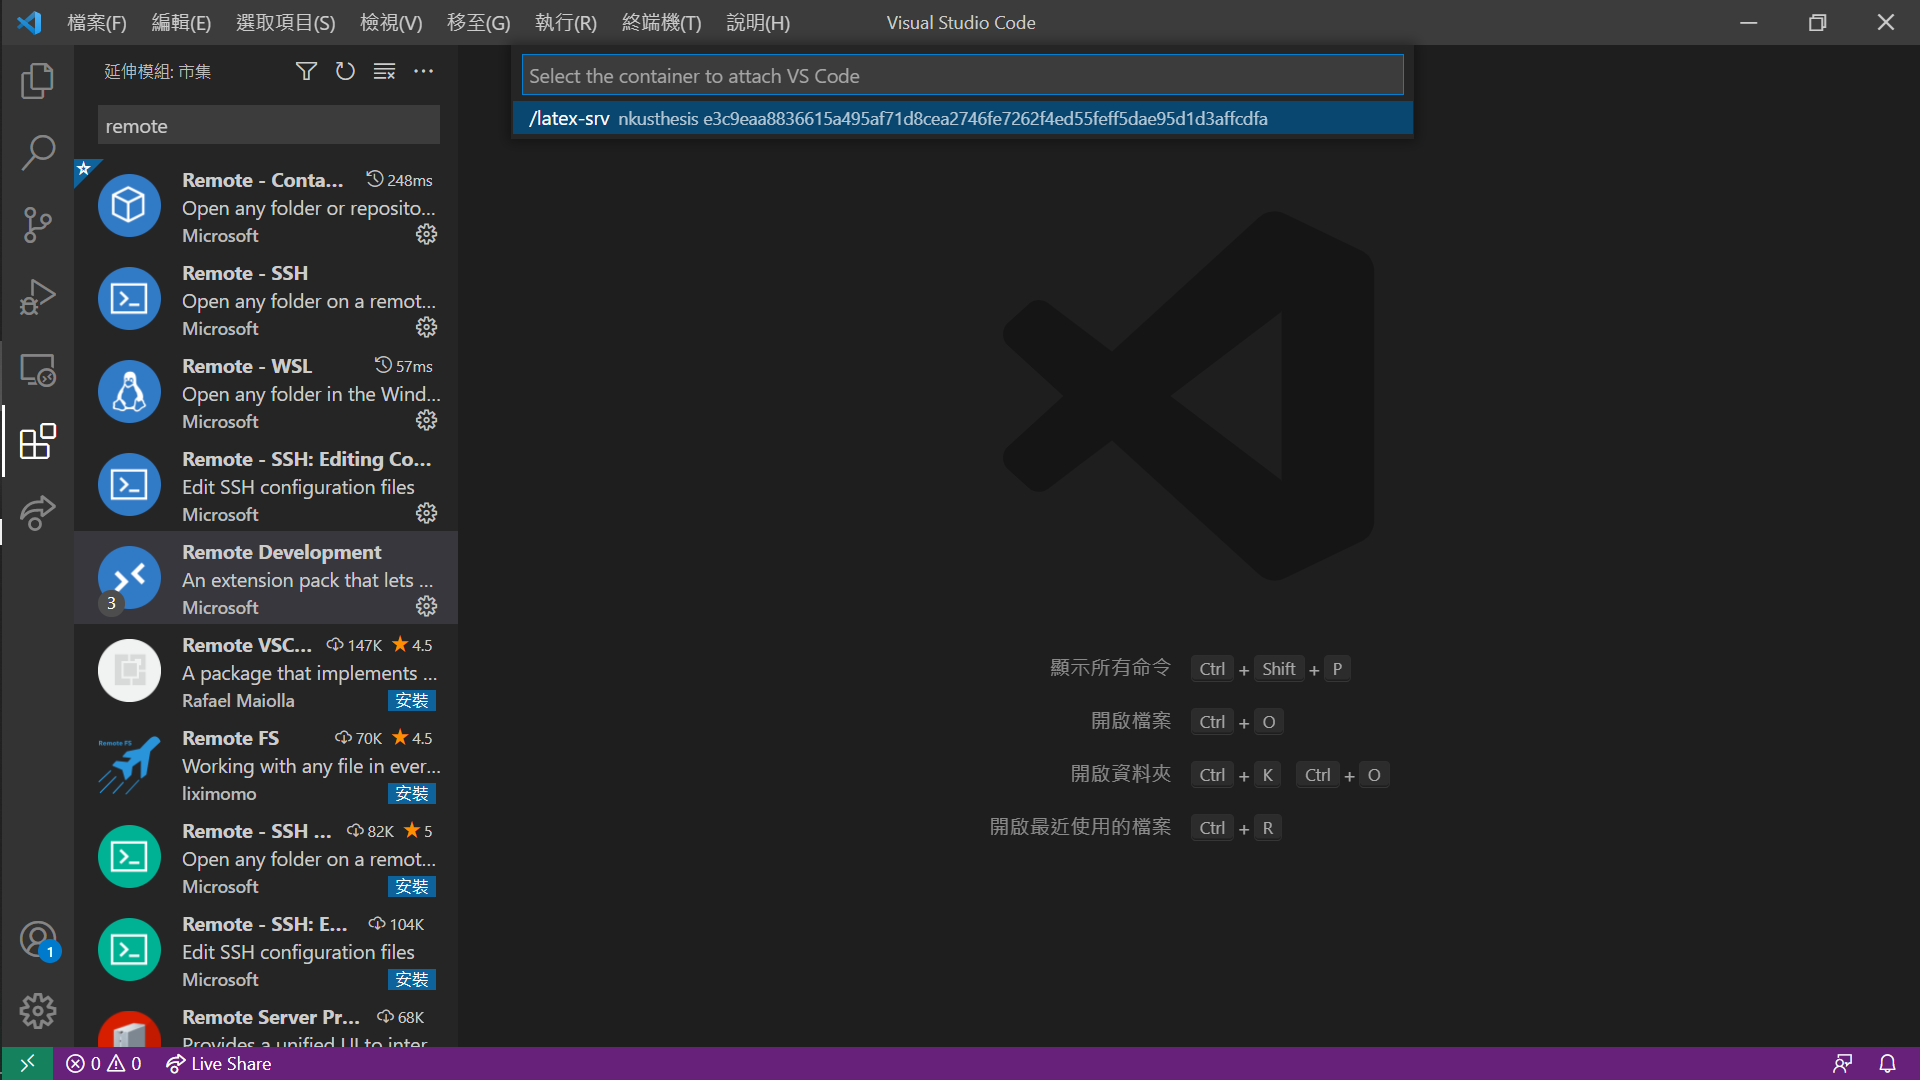 檔案(F) 編輯(E) 選取項目(S) 檢視(V) 移至(G) 執行(R) 終端機(T) 說明(H) Visual Studio Code
延伸模組: 市集
remote
Select the container to attach VS Code
/latex-srv nkusthesis e3c9eaa8836615a495af71d8cea2746fe7262f4ed55feff5dae95d1d3affcdfa
Remote - Conta... 248ms
Open any folder or reposito...
Microsoft
Remote - SSH
Open any folder on a remot...
Microsoft
Remote - WSL 57ms
Open any folder in the Wind...
Microsoft
Remote - SSH: Editing Co...
Edit SSH configuration files
Microsoft
Remote Development
An extension pack that lets ...
3
Microsoft
Remote VSC... 147K 4.5
A package that implements ...
Rafael Maiolla 安裝
Remote FS 70K 4.5
Remote FS
Working with any file in ever...
liximomo 安裝
Remote - SSH ... 82K 5
Open any folder on a remot...
Microsoft 安裝
Remote - SSH: E... 104K
Edit SSH configuration files
Microsoft 安裝
Remote Server Pr... 68K
Provides a unified UI to inter
顯示所有命令 Ctrl + Shift + P
開啟檔案 Ctrl + O
開啟資料夾 Ctrl + K Ctrl + O
開啟最近使用的檔案 Ctrl + R
1
0 0 Live Share